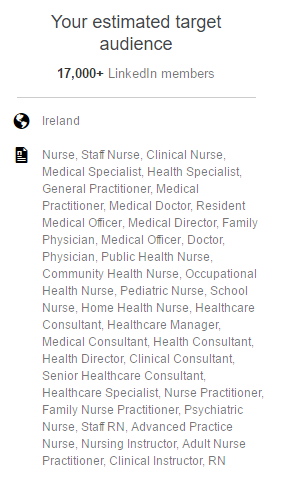 Your estimated target
audience
17,000+ LinkedIn members
Ireland
Nurse, Staff Nurse, Clinical Nurse,
Medical Specialist, Health Specialist,
General Practitioner, Medical
Practitioner, Medical Doctor, Resident
Medical Officer, Medical Director, Family
Physician, Medical Officer, Doctor,
Physician, Public Health Nurse,
Community Health Nurse, Occupational
Health Nurse, Pediatric Nurse, School
Nurse, Home Health Nurse, Healthcare
Consultant, Healthcare Manager,
Medical Consultant, Health Consultant,
Health Director, Clinical Consultant,
Senior Healthcare Consultant,
Healthcare Specialist, Nurse Practitioner,
Family Nurse Practitioner, Psychiatric
Nurse, Staff RN, Advanced Practice
Nurse, Nursing Instructor, Adult Nurse
Practitioner, Clinical Instructor, RN